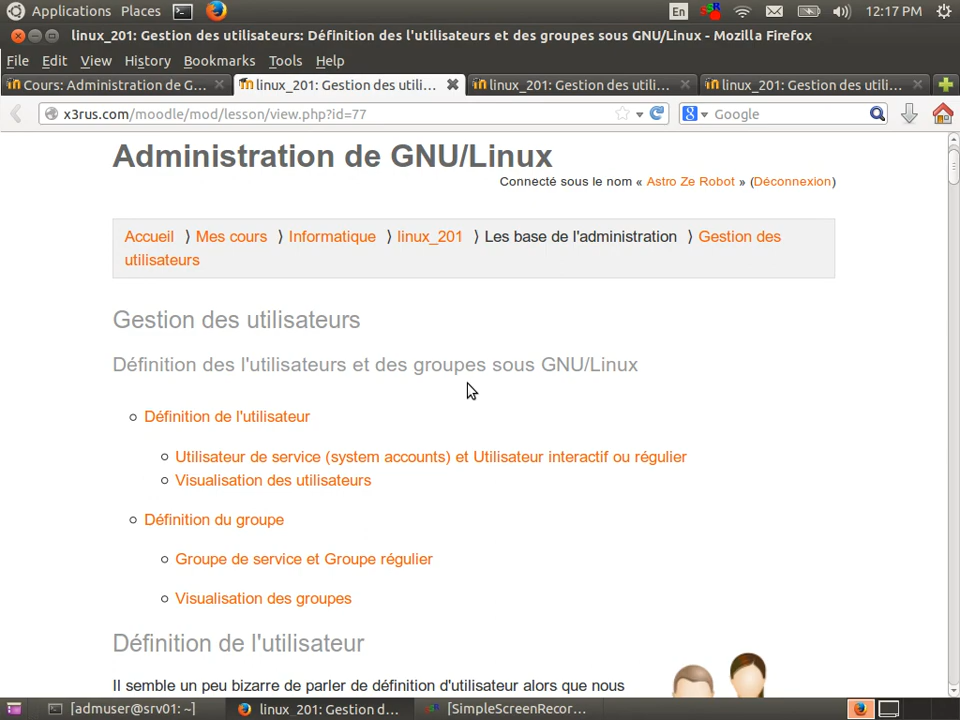 Applications Places En 12:17 PM
linux_201: Gestion des utilisateurs: Définition des l'utilisateurs et des groupes sous GNU/Linux - Mozilla Firefox
File Edit View History Bookmarks Tools Help
Cours: Administration de G... linux_201: Gestion des utili... linux_201: Gestion des utili... linux_201: Gestion des utili...
x3rus.com/moodle/mod/lesson/view.php?id=77 Google
Administration de GNU/Linux
Connecté sous le nom « Astro Ze Robot » (Déconnexion)
Accueil ⟩ Mes cours ⟩ Informatique ⟩ linux_201 ⟩ Les base de l'administration ⟩ Gestion des
utilisateurs
Gestion des utilisateurs
Définition des l'utilisateurs et des groupes sous GNU/Linux
Définition de l'utilisateur
Utilisateur de service (system accounts) et Utilisateur interactif ou régulier
Visualisation des utilisateurs
Définition du groupe
Groupe de service et Groupe régulier
Visualisation des groupes
Définition de l'utilisateur
Il semble un peu bizarre de parler de définition d'utilisateur alors que nous
[admuser@srv01: ~] linux_201: Gestion d... [SimpleScreenRecor...